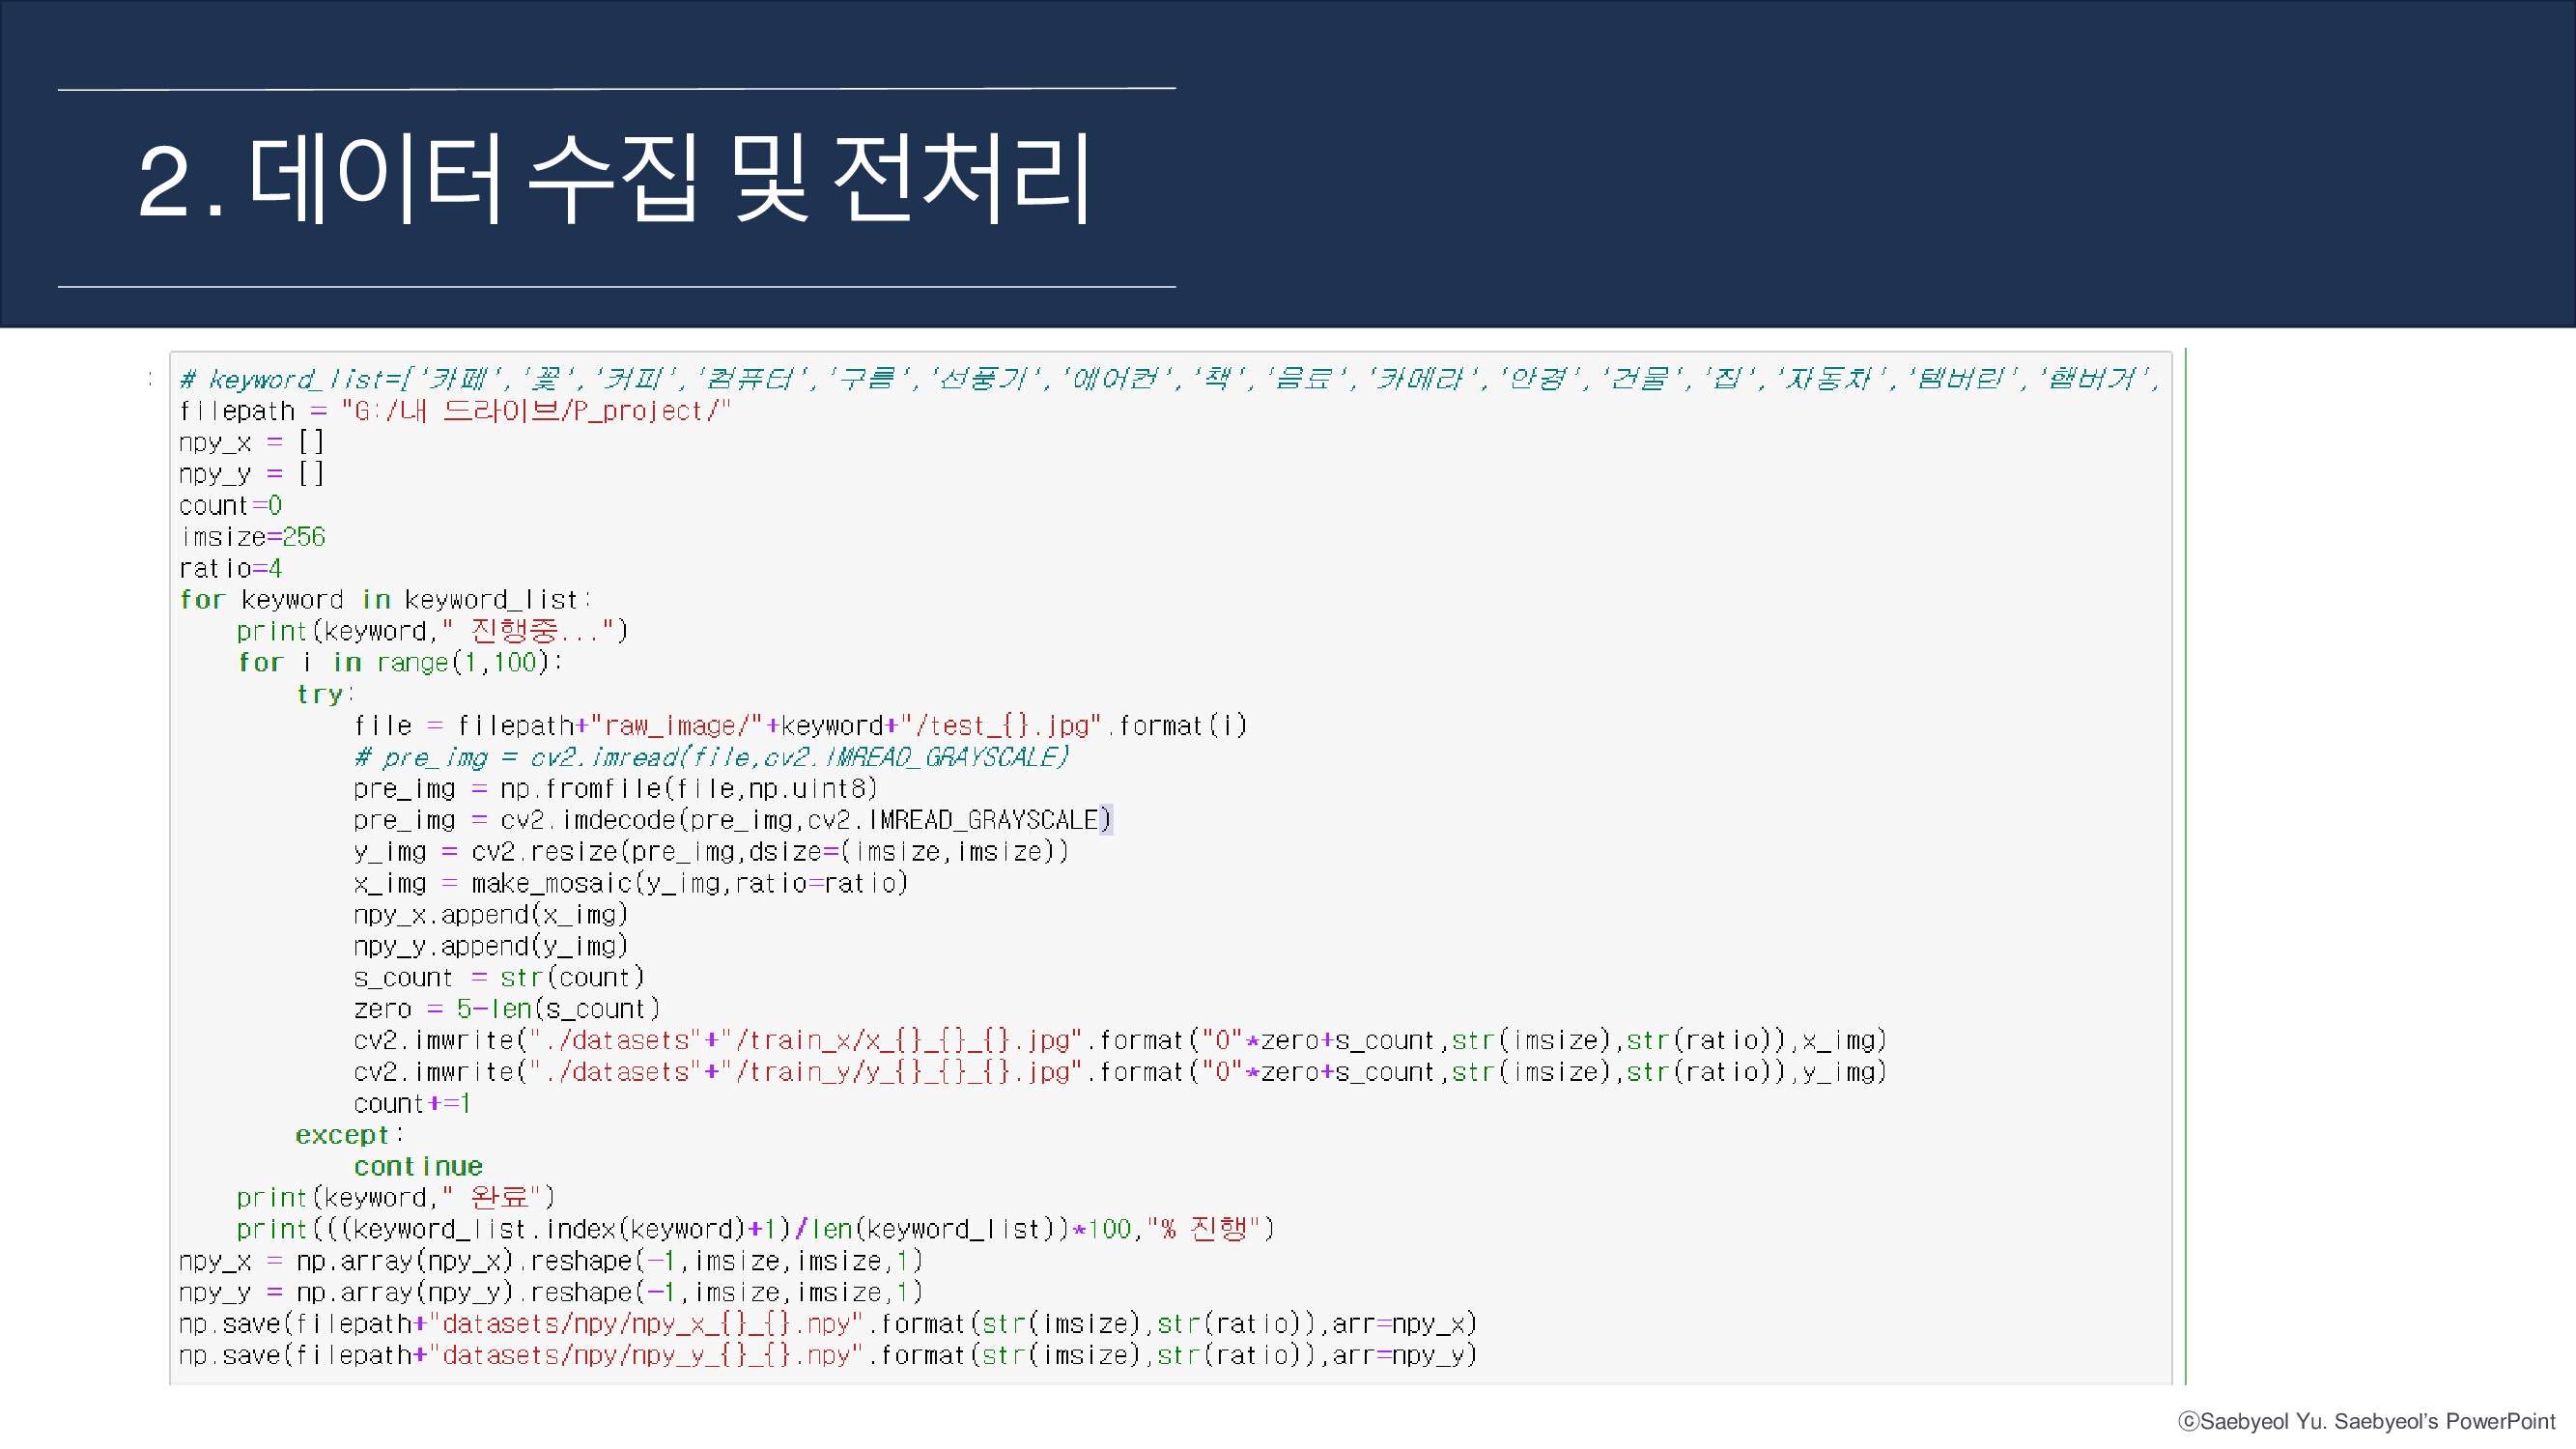 2. 데이터 수집 및 전처리
# keyword_list=['카페','꽃','커피','컴퓨터','구름','선풍기','에어컨','책','음료','카메라','안경','건물','집','자동차','탬버린','햄버거',
filepath = "G:/내 드라이브/P_project/"
npy_x = []
npy_y = []
count=0
imsize=256
ratio=4
for keyword in keyword_list:
    print(keyword," 진행중...")
    for i in range(1,100):
        try:
            file = filepath+"raw_image/"+keyword+"/test_{}.jpg".format(i)
            # pre_img = cv2.imread(file,cv2.IMREAD_GRAYSCALE)
            pre_img = np.fromfile(file,np.uint8)
            pre_img = cv2.imdecode(pre_img,cv2.IMREAD_GRAYSCALE)
            y_img = cv2.resize(pre_img,dsize=(imsize,imsize))
            x_img = make_mosaic(y_img,ratio=ratio)
            npy_x.append(x_img)
            npy_y.append(y_img)
            s_count = str(count)
            zero = 5-len(s_count)
            cv2.imwrite("./datasets"+"/train_x/x_{}_{}_{}.jpg".format("0"*zero+s_count,str(imsize),str(ratio)),x_img)
            cv2.imwrite("./datasets"+"/train_y/y_{}_{}_{}.jpg".format("0"*zero+s_count,str(imsize),str(ratio)),y_img)
            count+=1
        except:
            continue
    print(keyword," 완료")
    print(((keyword_list.index(keyword)+1)/len(keyword_list))*100,"% 진행")
npy_x = np.array(npy_x).reshape(-1,imsize,imsize,1)
npy_y = np.array(npy_y).reshape(-1,imsize,imsize,1)
np.save(filepath+"datasets/npy/npy_x_{}_{}.npy".format(str(imsize),str(ratio)),arr=npy_x)
np.save(filepath+"datasets/npy/npy_y_{}_{}.npy".format(str(imsize),str(ratio)),arr=npy_y)
ⓒSaebyeol Yu. Saebyeol’s PowerPoint